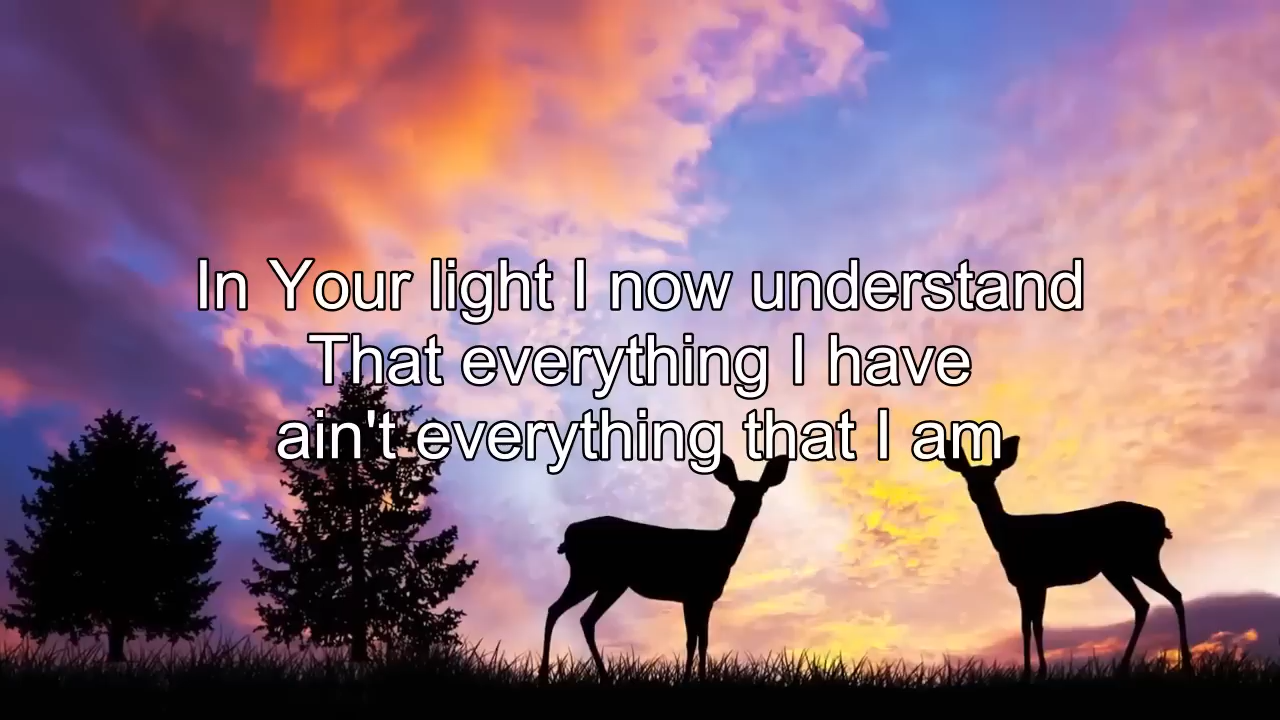 In Your light I now understand
That everything I have
ain't everything that I am